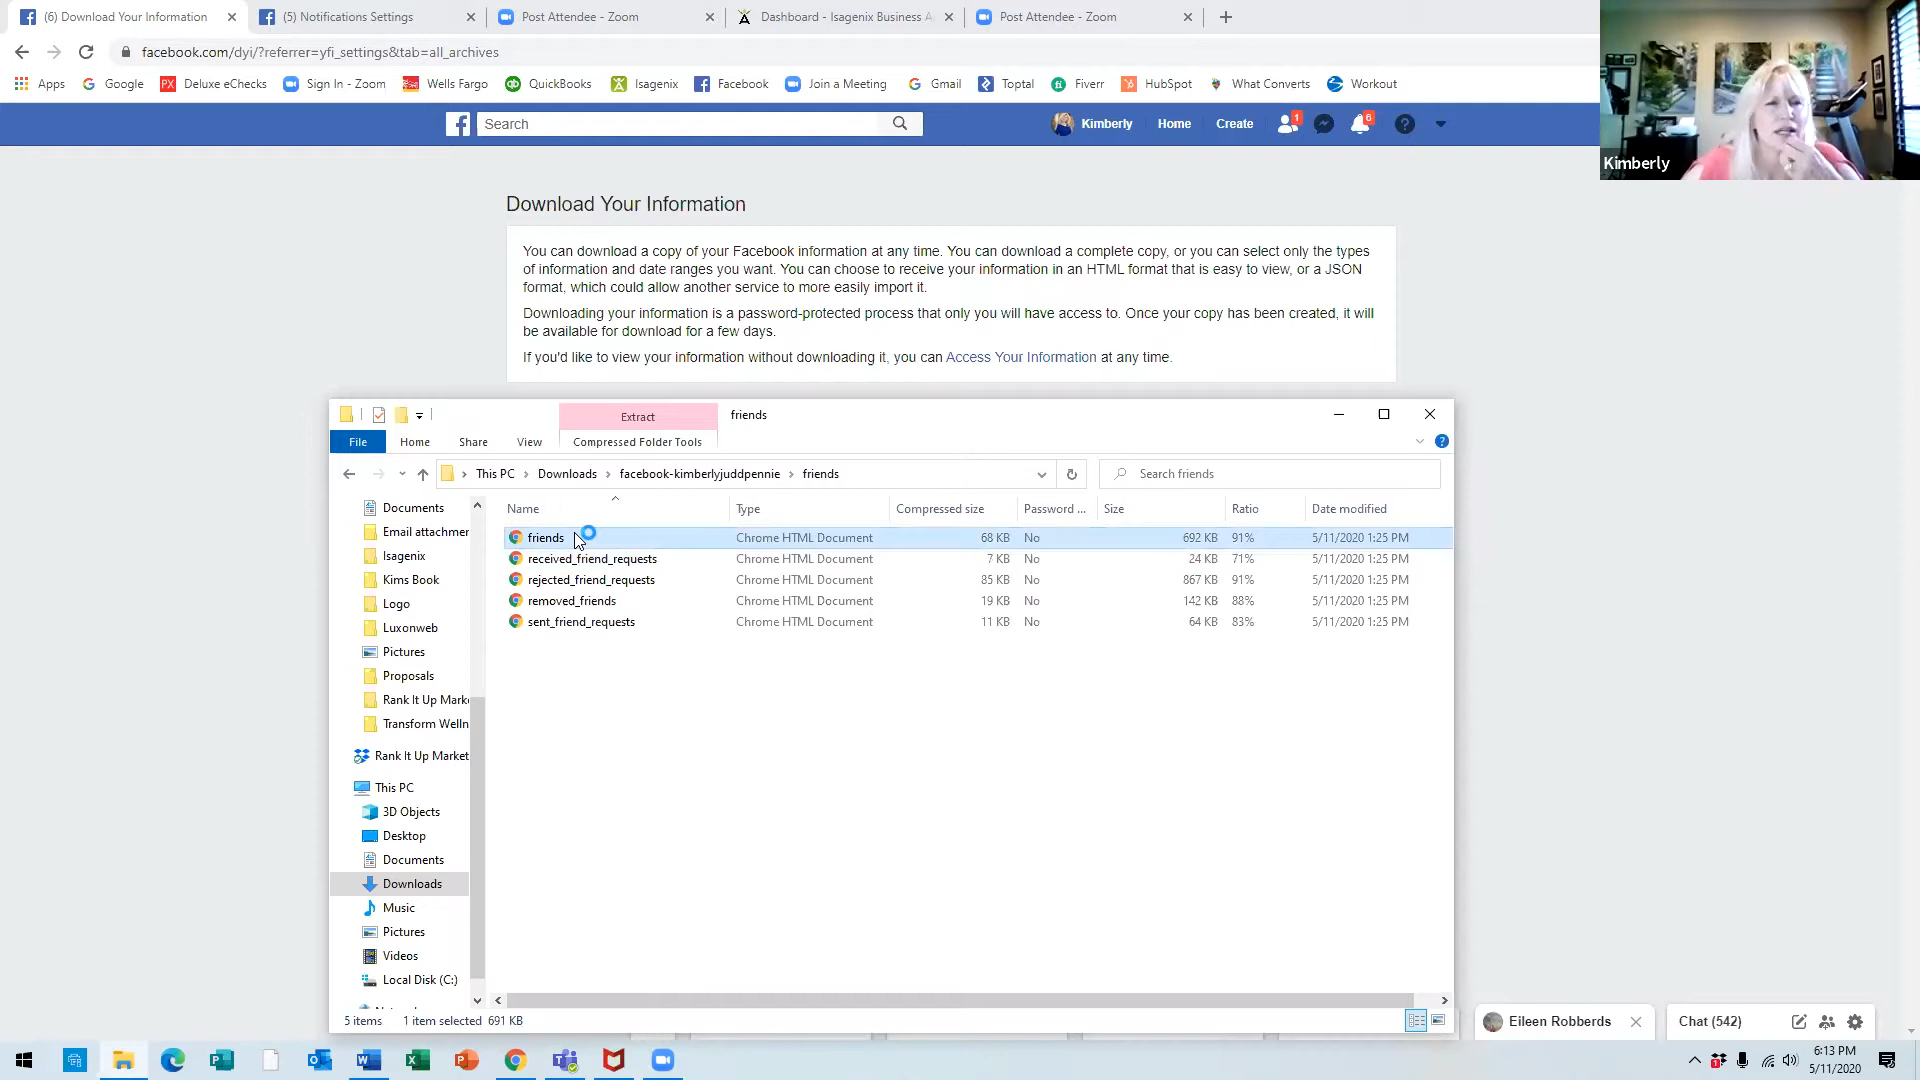 (6) Download Your Information
(5) Notifications Settings
Post Attendee - Zoom
Dashboard - Isagenix Business A
Post Attendee - Zoom
facebook.com/dyi/?referrer=yfi_settings&tab=all_archives
Apps
Google
Deluxe eChecks
Sign In - Zoom
Wells Fargo
QuickBooks
Isagenix
Facebook
Join a Meeting
Gmail
Toptal
Fiverr
HubSpot
What Converts
Workout
Search
Kimberly
Home
Create
1
6
Kimberly
Download Your Information
You can download a copy of your Facebook information at any time. You can download a complete copy, or you can select only the types
of information and date ranges you want. You can choose to receive your information in an HTML format that is easy to view, or a JSON
format, which could allow another service to more easily import it.
Downloading your information is a password-protected process that only you will have access to. Once your copy has been created, it will
be available for download for a few days.
If you'd like to view your information without downloading it, you can Access Your Information at any time.
Extract
friends
File
Home
Share
View
Compressed Folder Tools
This PC
Downloads
facebook-kimberlyjuddpennie
friends
Search friends
Name
Type
Compressed size
Password ...
Size
Ratio
Date modified
friends Chrome HTML Document 68 KB No 692 KB 91% 5/11/2020 1:25 PM
received_friend_requests Chrome HTML Document 7 KB No 24 KB 71% 5/11/2020 1:25 PM
rejected_friend_requests Chrome HTML Document 85 KB No 867 KB 91% 5/11/2020 1:25 PM
removed_friends Chrome HTML Document 19 KB No 142 KB 88% 5/11/2020 1:25 PM
sent_friend_requests Chrome HTML Document 11 KB No 64 KB 83% 5/11/2020 1:25 PM
Documents
Email attachmer
Isagenix
Kims Book
Logo
Luxonweb
Pictures
Proposals
Rank It Up Marke
Transform Welln
Rank It Up Market
This PC
3D Objects
Desktop
Documents
Downloads
Music
Pictures
Videos
Local Disk (C:)
5 items
1 item selected 691 KB
Eileen Robberds
Chat (542)
6:13 PM
5/11/2020